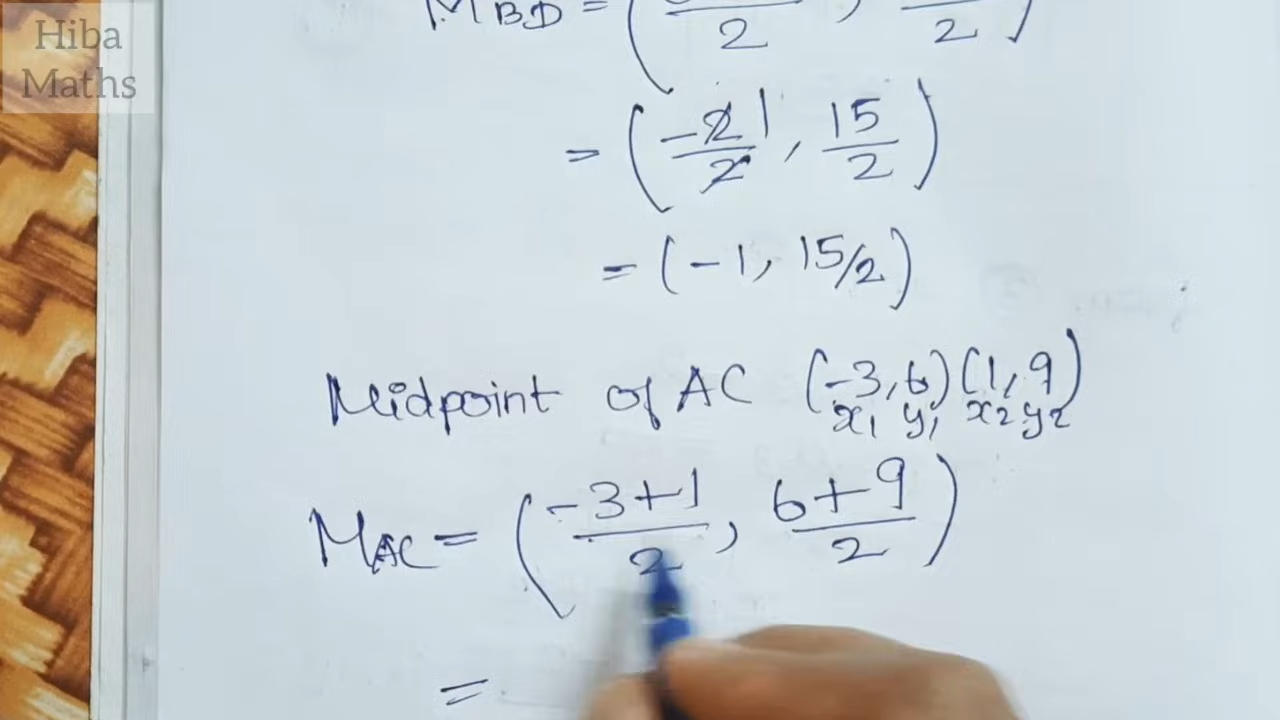 Hiba
Maths
M BD = ( 2 , 2 )
= ( -2/2 1 , 15/2 )
= (-1, 15/2)
Midpoint of AC (-3, 6) (1, 9)
x1 y1 x2 y2
MAC = ( -3+1/2 , 6+9/2 )
=